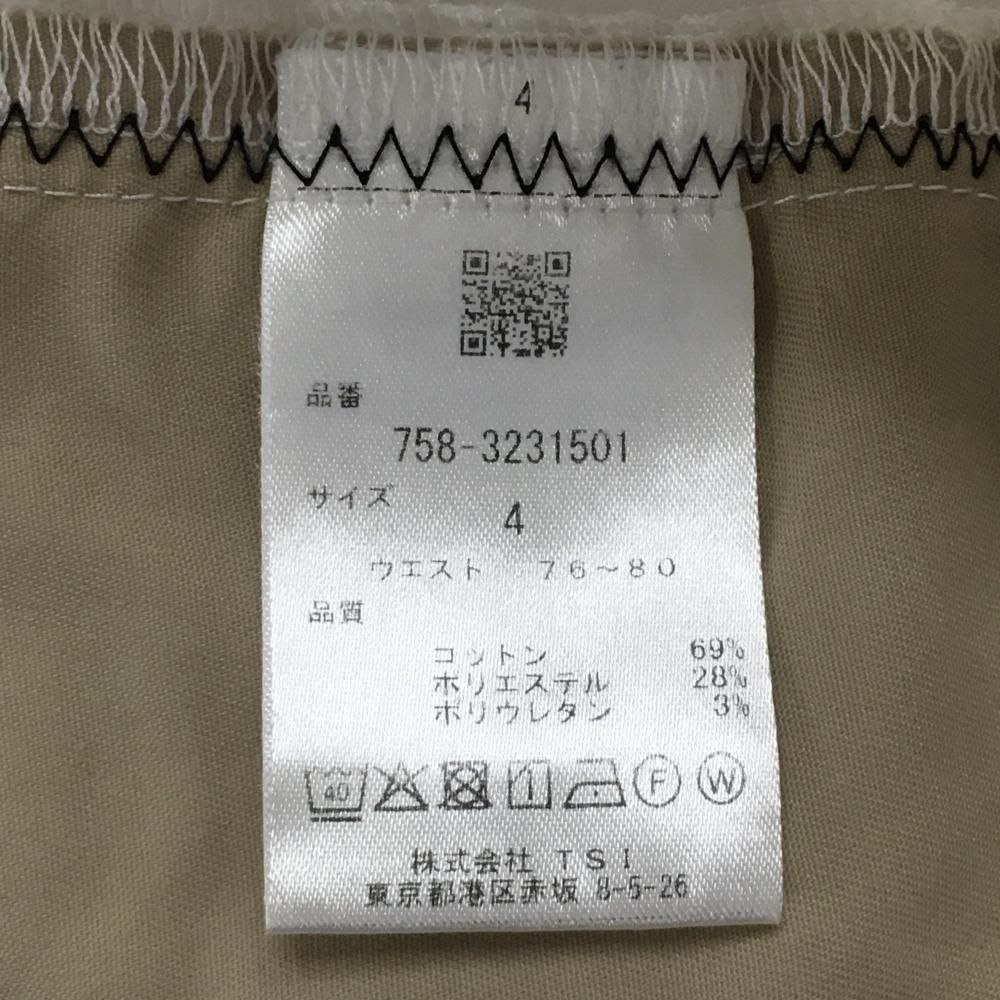 4
品番
758-3231501
サイズ
4
ウエスト 76~80
品質
コットン 69%
ポリエステル 28%
ポリウレタン 3%
40 F W
株式会社 TSI
東京都港区赤坂 8-5-26